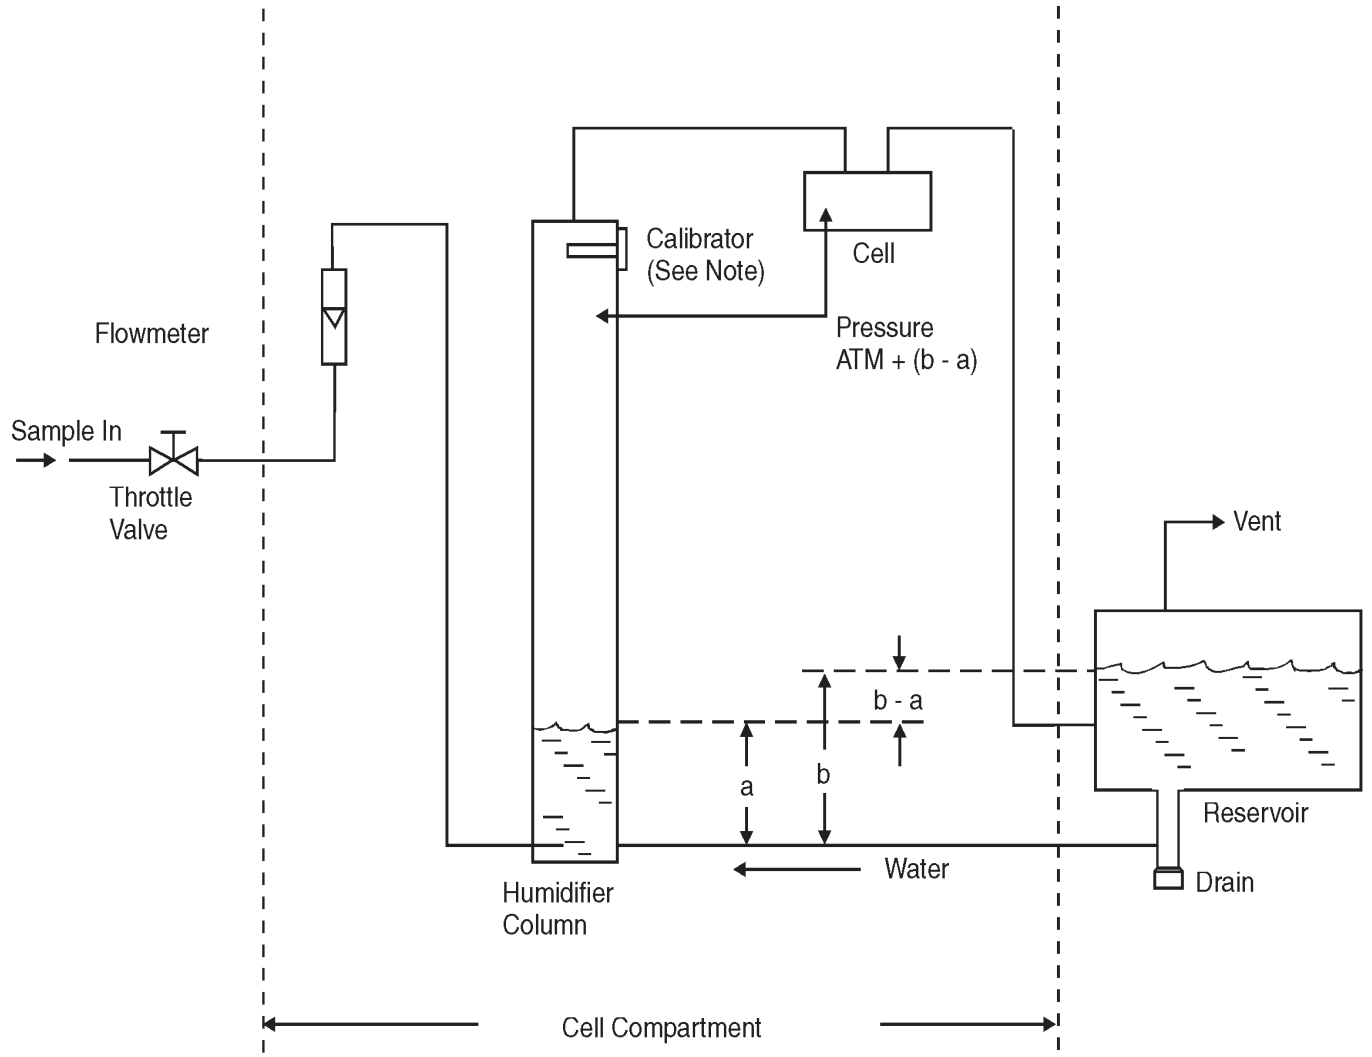 Calibrator
(See Note)
Cell
Pressure
ATM + (b - a)
Flowmeter
Sample In
Throttle
Valve
Vent
b - a
a
b
Reservoir
Water
Drain
Humidifier
Column
Cell Compartment